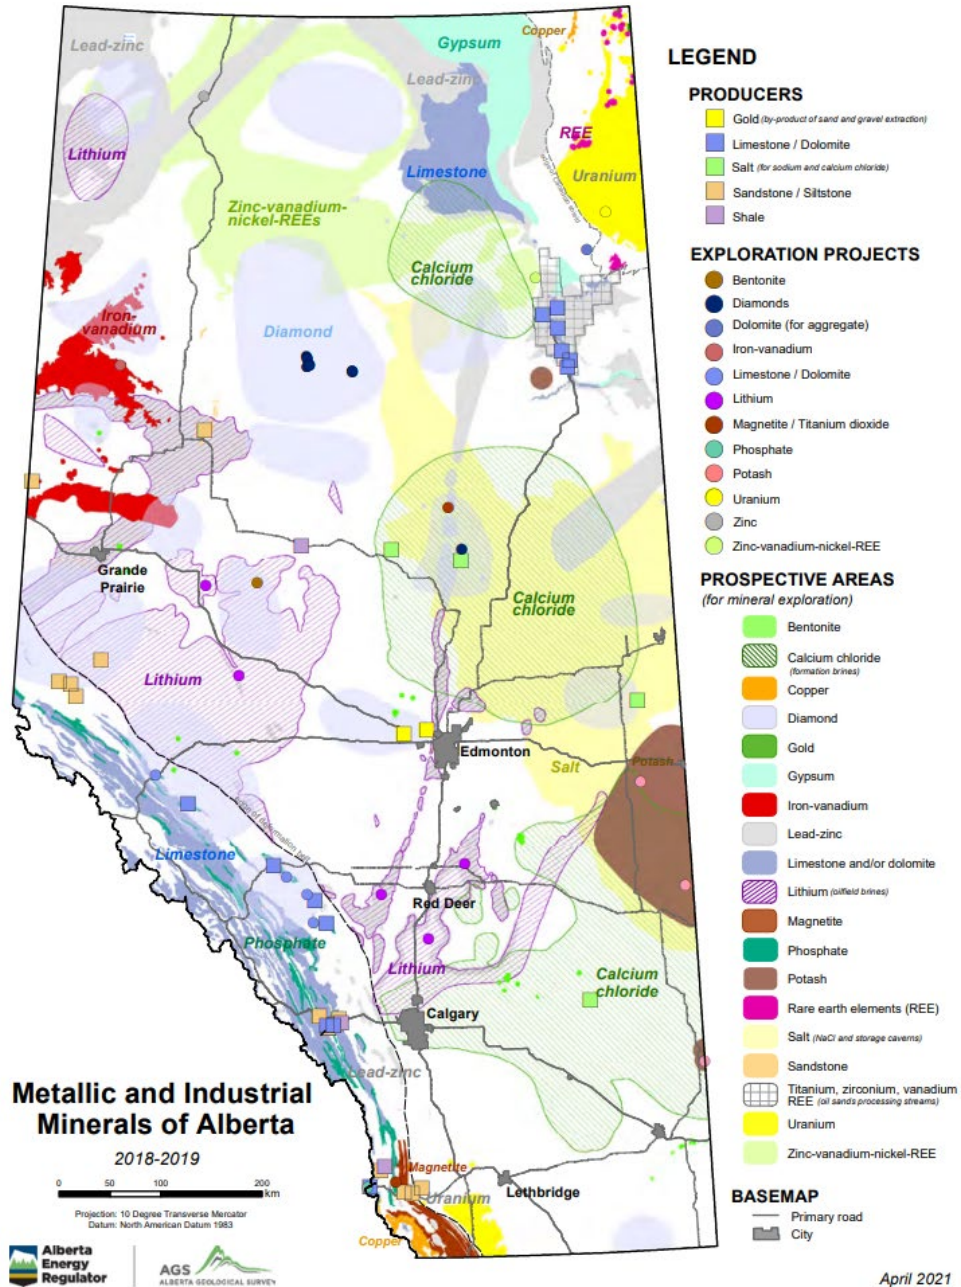 Copper
Lead-zinc
Gypsum
Lead-zinc
REE
Lithium
Limestone
Uranium
Zinc-vanadium-
nickel-REEs
Calcium
chloride
Iron-
vanadium
Diamond
Grande
Prairie
Calcium
chloride
Lithium
Edmonton
Salt
Potash
edge of deformation belt
Limestone
Red Deer
Phosphate
Lithium
Calcium
chloride
Calgary
Lead-zinc
Magnetite
Uranium
Lethbridge
Copper
Metallic and Industrial
Minerals of Alberta
2018-2019
0 50 100 200
km
Projection: 10 Degree Transverse Mercator
Datum: North American Datum 1983
Alberta
Energy
Regulator
AGS
ALBERTA GEOLOGICAL SURVEY
LEGEND
PRODUCERS
Gold (by-product of sand and gravel extraction)
Limestone / Dolomite
Salt (for sodium and calcium chloride)
Sandstone / Siltstone
Shale
EXPLORATION PROJECTS
Bentonite
Diamonds
Dolomite (for aggregate)
Iron-vanadium
Limestone / Dolomite
Lithium
Magnetite / Titanium dioxide
Phosphate
Potash
Uranium
Zinc
Zinc-vanadium-nickel-REE
PROSPECTIVE AREAS
(for mineral exploration)
Bentonite
Calcium chloride
(formation brines)
Copper
Diamond
Gold
Gypsum
Iron-vanadium
Lead-zinc
Limestone and/or dolomite
Lithium (oilfield brines)
Magnetite
Phosphate
Potash
Rare earth elements (REE)
Salt (NaCl and storage caverns)
Sandstone
Titanium, zirconium, vanadium
REE (oil sands processing streams)
Uranium
Zinc-vanadium-nickel-REE
BASEMAP
Primary road
City
April 2021